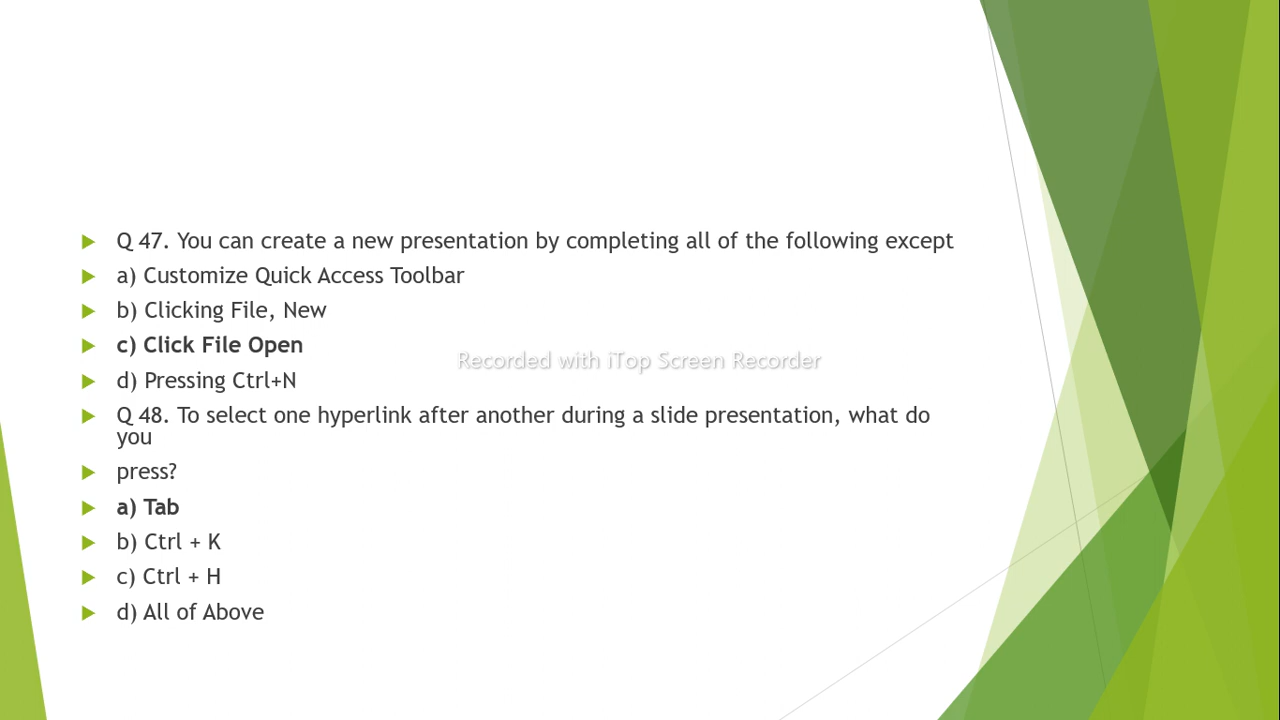 Q 47. You can create a new presentation by completing all of the following except
a) Customize Quick Access Toolbar
b) Clicking File, New
c) Click File Open
Recorded with iTop Screen Recorder
d) Pressing Ctrl+N
Q 48. To select one hyperlink after another during a slide presentation, what do
you
press?
a) Tab
b) Ctrl + K
c) Ctrl + H
d) All of Above